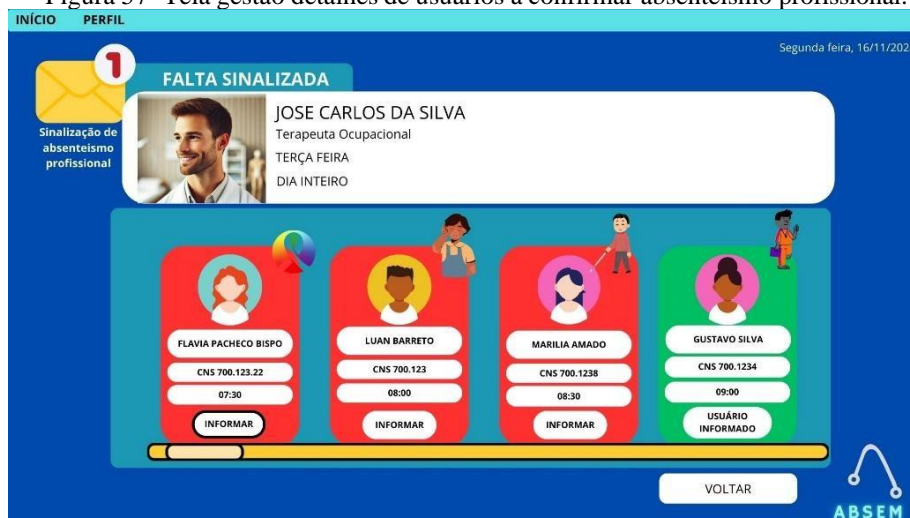 Figura 37- Tela gestão detalhes de usuários a confirmar absenteísmo profissional.
INÍCIO PERFIL
Segunda feira, 16/11/202
1
FALTA SINALIZADA
Sinalização de
absenteismo
profissional
JOSE CARLOS DA SILVA
Terapeuta Ocupacional
TERÇA FEIRA
DIA INTEIRO
FLAVIA PACHECO BISPO
CNS 700.123.22
07:30
INFORMAR
LUAN BARRETO
CNS 700.123
08:00
INFORMAR
MARILIA AMADO
CNS 700.1238
08:30
INFORMAR
GUSTAVO SILVA
CNS 700.1234
09:00
USUÁRIO
INFORMADO
VOLTAR
ABSEM